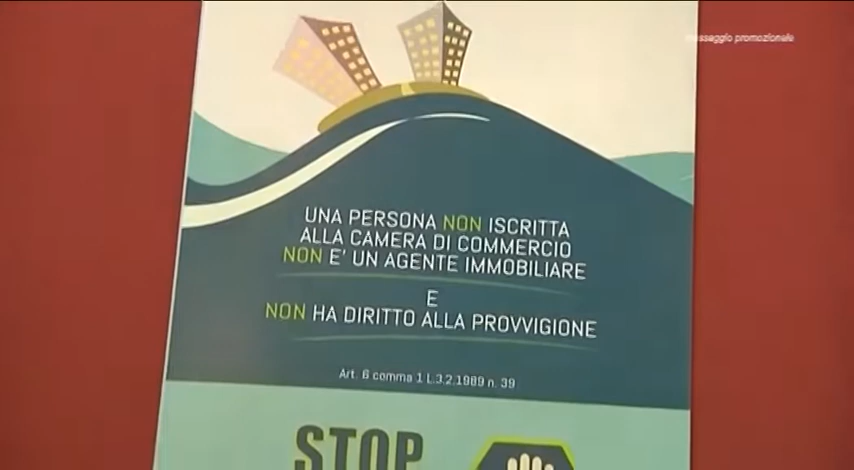 messaggio promozionale
UNA PERSONA NON ISCRITTA
ALLA CAMERA DI COMMERCIO
NON E' UN AGENTE IMMOBILIARE
E
NON HA DIRITTO ALLA PROVVIGIONE
Art. 6 comma 1 L.3.2.1989 n. 39
STOP